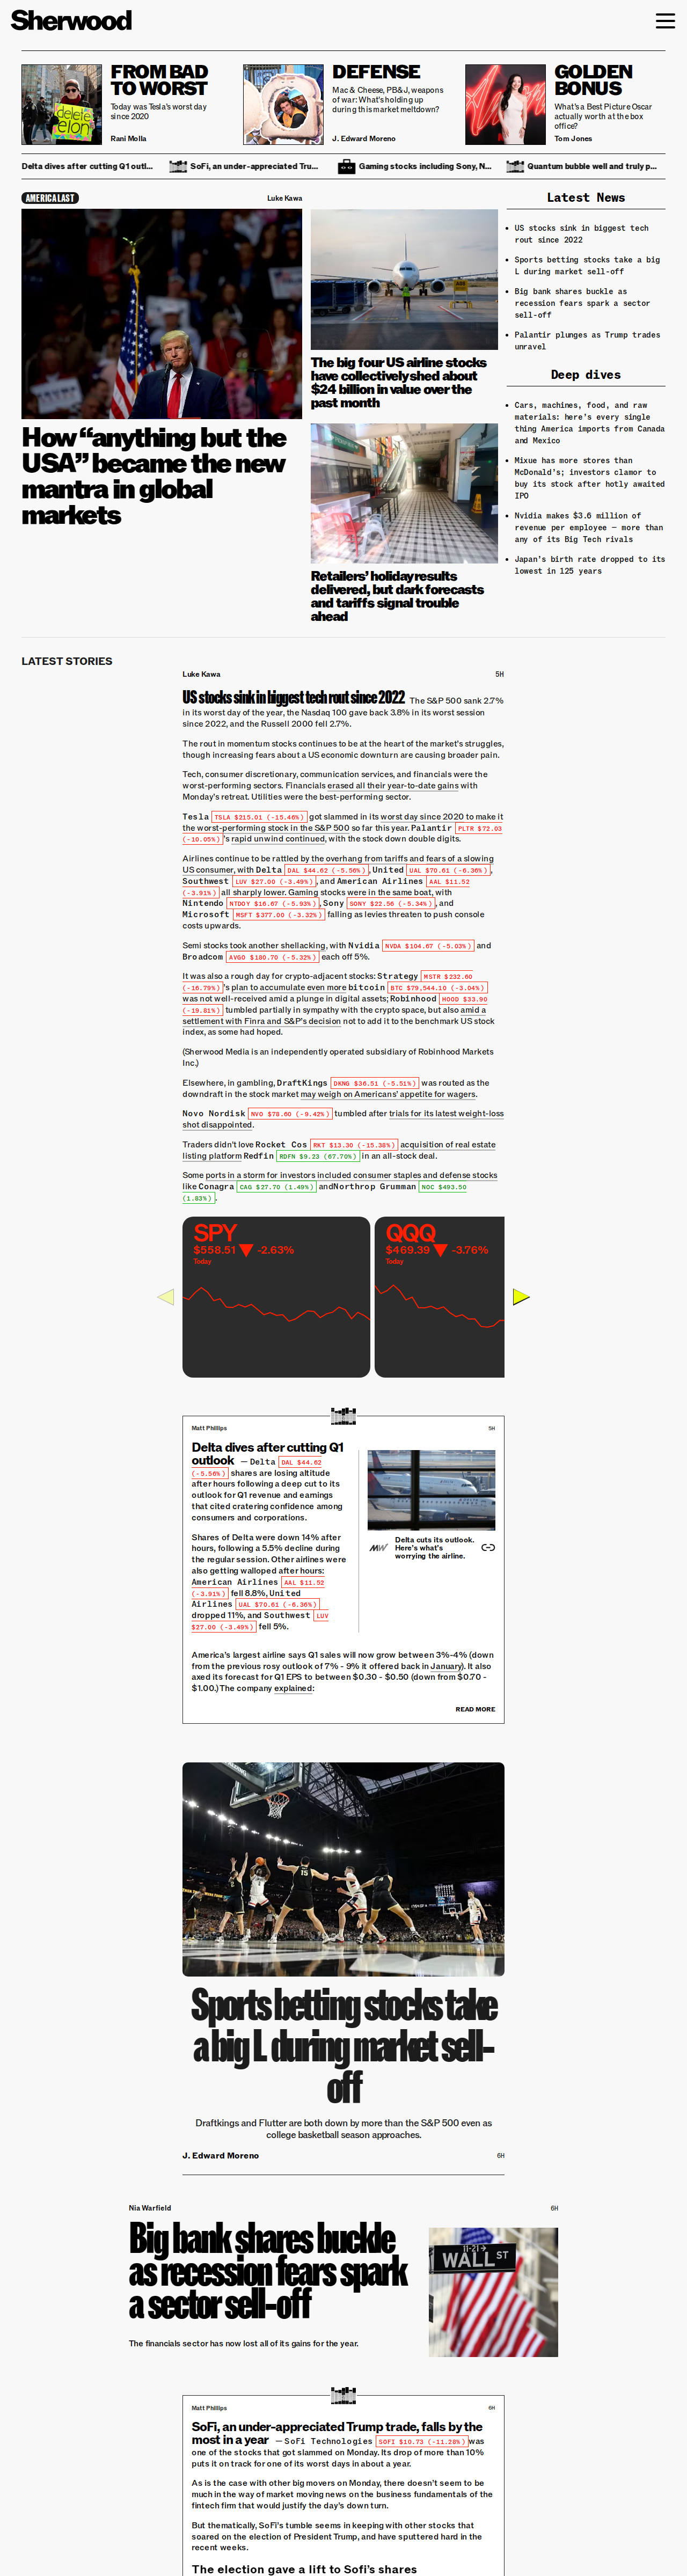 Sherwood
FROM BAD
TO WORST
Today was Tesla's worst day
since 2020
Rani Molla
delete
elon
DEFENSE
Mac & Cheese, PB&J, weapons
of war: What's holding up
during this market meltdown?
J. Edward Moreno
GOLDEN
BONUS
What's a Best Picture Oscar
actually worth at the box
office?
Tom Jones
Delta dives after cutting Q1 outl...
SoFi, an under-appreciated Tru...
Gaming stocks including Sony, N...
Quantum bubble well and truly p...
AMERICA LAST
Luke Kawa
How “anything but the
USA” became the new
mantra in global
markets
The big four US airline stocks
have collectively shed about
$24 billion in value over the
past month
Retailers’ holiday results
delivered, but dark forecasts
and tariffs signal trouble
ahead
Latest News
US stocks sink in biggest tech
rout since 2022
Sports betting stocks take a big
L during market sell-off
Big bank shares buckle as
recession fears spark a sector
sell-off
Palantir plunges as Trump trades
unravel
Deep dives
Cars, machines, food, and raw
materials: here's every single
thing America imports from Canada
and Mexico
Mixue has more stores than
McDonald's; investors clamor to
buy its stock after hotly awaited
IPO
Nvidia makes $3.6 million of
revenue per employee — more than
any of its Big Tech rivals
Japan's birth rate dropped to its
lowest in 125 years
LATEST STORIES
Luke Kawa
5H
US stocks sink in biggest tech rout since 2022 The S&P 500 sank 2.7%
in its worst day of the year, the Nasdaq 100 gave back 3.8% in its worst session
since 2022, and the Russell 2000 fell 2.7%.
The rout in momentum stocks continues to be at the heart of the market's struggles,
though increasing fears about a US economic downturn are causing broader pain.
Tech, consumer discretionary, communication services, and financials were the
worst-performing sectors. Financials erased all their year-to-date gains with
Monday's retreat. Utilities were the best-performing sector.
Tesla TSLA $215.01 (-15.46%) got slammed in its worst day since 2020 to make it
the worst-performing stock in the S&P 500 so far this year. Palantir PLTR $72.03
(-10.05%) 's rapid unwind continued, with the stock down double digits.
Airlines continue to be rattled by the overhang from tariffs and fears of a slowing
US consumer, with Delta DAL $44.62 (-5.56%) , United UAL $70.61 (-6.36%) ,
Southwest LUV $27.00 (-3.49%) , and American Airlines AAL $11.52
(-3.91%) all sharply lower. Gaming stocks were in the same boat, with
Nintendo NTDOY $16.67 (-5.93%) , Sony SONY $22.56 (-5.34%) , and
Microsoft MSFT $377.00 (-3.32%) falling as levies threaten to push console
costs upwards.
Semi stocks took another shellacking, with Nvidia NVDA $104.67 (-5.03%) and
Broadcom AVGO $180.70 (-5.32%) each off 5%.
It was also a rough day for crypto-adjacent stocks: Strategy MSTR $232.60
(-16.79%) 's plan to accumulate even more bitcoin BTC $79,544.10 (-3.04%)
was not well-received amid a plunge in digital assets; Robinhood HOOD $33.90
(-19.81%) tumbled partially in sympathy with the crypto space, but also amid a
settlement with Finra and S&P's decision not to add it to the benchmark US stock
index, as some had hoped.
(Sherwood Media is an independently operated subsidiary of Robinhood Markets
Inc.)
Elsewhere, in gambling, DraftKings DKNG $36.51 (-5.51%) was routed as the
downdraft in the stock market may weigh on Americans' appetite for wagers.
Novo Nordisk NVO $78.60 (-9.42%) tumbled after trials for its latest weight-loss
shot disappointed.
Traders didn't love Rocket Cos RKT $13.30 (-15.38%) acquisition of real estate
listing platform Redfin RDFN $9.23 (67.70%) in an all-stock deal.
Some ports in a storm for investors included consumer staples and defense stocks
like Conagra CAG $27.70 (1.49%) andNorthrop Grumman NOC $493.50
(1.83%) .
SPY
$558.51 -2.63%
Today
QQQ
$469.39 -3.76%
Today
Matt Phillips
5H
Delta dives after cutting Q1
outlook — Delta DAL $44.62
(-5.56%) shares are losing altitude
after hours following a deep cut to its
outlook for Q1 revenue and earnings
that cited cratering confidence among
consumers and corporations.
Shares of Delta were down 14% after
hours, following a 5.5% decline during
the regular session. Other airlines were
also getting walloped after hours:
American Airlines AAL $11.52
(-3.91%) fell 8.8%, United
Airlines UAL $70.61 (-6.36%)
dropped 11%, and Southwest LUV
$27.00 (-3.49%) fell 5%.
MW
Delta cuts its outlook.
Here's what's
worrying the airline.
America's largest airline says Q1 sales will now grow between 3%-4% (down
from the previous rosy outlook of 7% - 9% it offered back in January). It also
axed its forecast for Q1 EPS to between $0.30 - $0.50 (down from $0.70 -
$1.00.) The company explained:
READ MORE
Sports betting stocks take
a big L during market sell-
off
Draftkings and Flutter are both down by more than the S&P 500 even as
college basketball season approaches.
J. Edward Moreno
6H
Nia Warfield
6H
Big bank shares buckle
as recession fears spark
a sector sell-off
The financials sector has now lost all of its gains for the year.
11-21
WALL ST
Matt Phillips
6H
SoFi, an under-appreciated Trump trade, falls by the
most in a year — SoFi Technologies SOFI $10.73 (-11.28%) was
one of the stocks that got slammed on Monday. Its drop of more than 10%
puts it on track for one of its worst days in about a year.
As is the case with other big movers on Monday, there doesn't seem to be
much in the way of market moving news on the business fundamentals of the
fintech firm that would justify the day's down turn.
But thematically, SoFi's tumble seems in keeping with other stocks that
soared on the election of President Trump, and have sputtered hard in the
recent weeks.
The election gave a lift to Sofi's shares